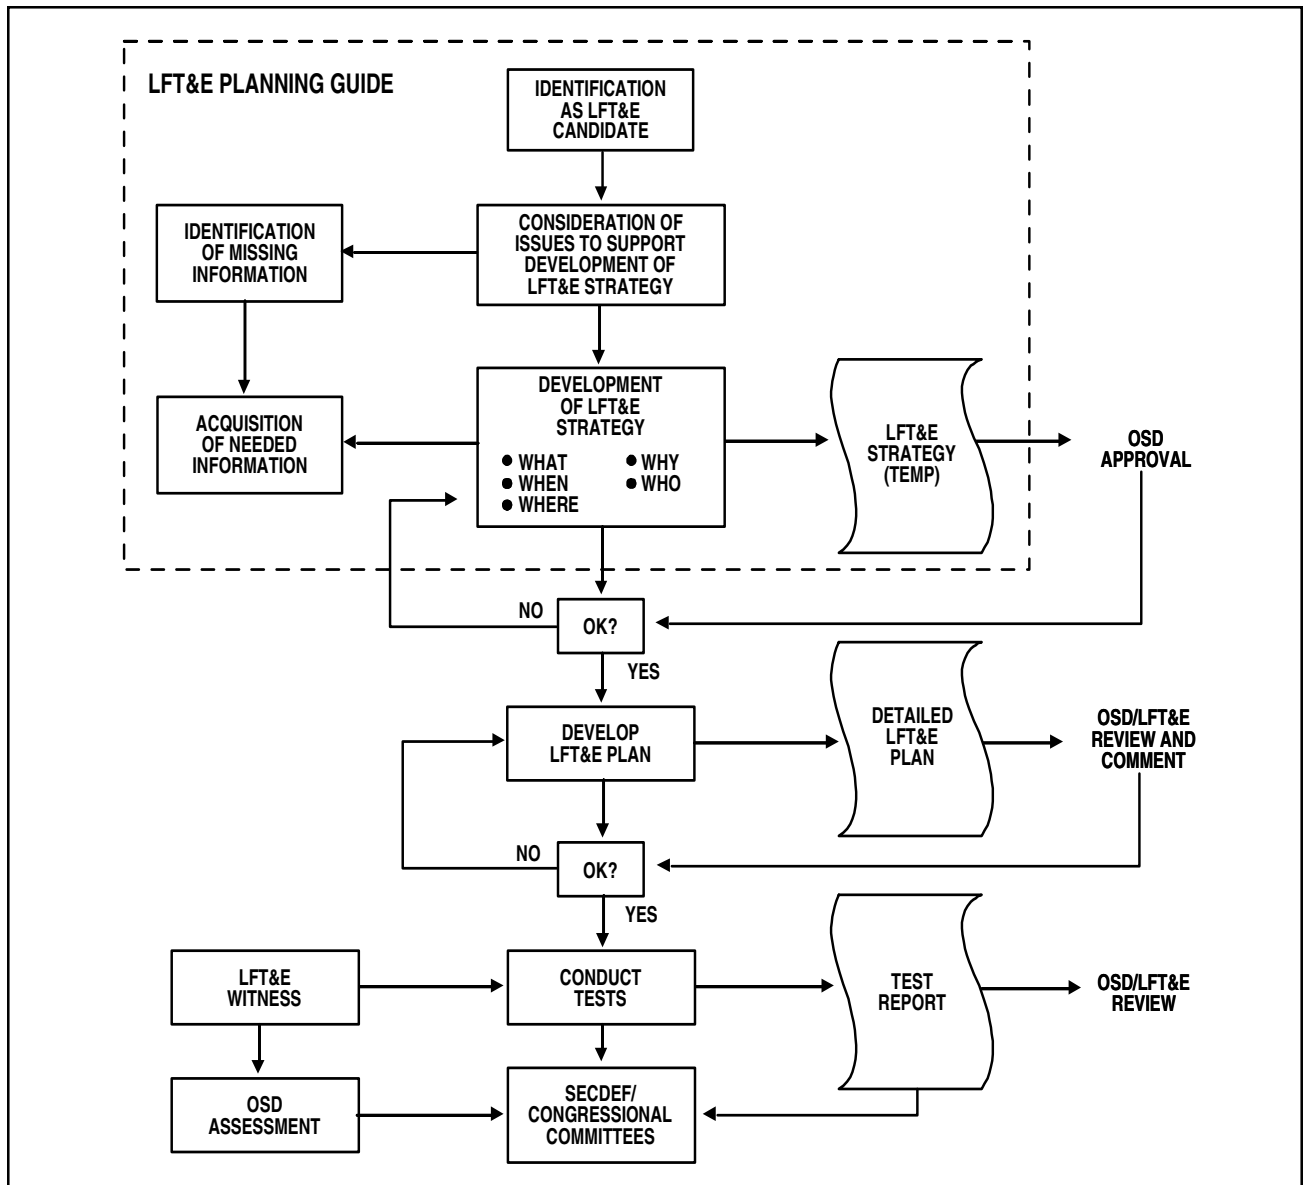 LFT&E PLANNING GUIDE
IDENTIFICATION
AS LFT&E
CANDIDATE
IDENTIFICATION
OF MISSING
INFORMATION
CONSIDERATION OF
ISSUES TO SUPPORT
DEVELOPMENT OF
LFT&E STRATEGY
ACQUISITION
OF NEEDED
INFORMATION
DEVELOPMENT
OF LFT&E
STRATEGY
● WHAT ● WHY
● WHEN ● WHO
● WHERE
LFT&E
STRATEGY
(TEMP)
OSD
APPROVAL
NO
OK?
YES
DEVELOP
LFT&E PLAN
DETAILED
LFT&E
PLAN
OSD/LFT&E
REVIEW AND
COMMENT
NO
OK?
YES
LFT&E
WITNESS
CONDUCT
TESTS
TEST
REPORT
OSD/LFT&E
REVIEW
OSD
ASSESSMENT
SECDEF/
CONGRESSIONAL
COMMITTEES